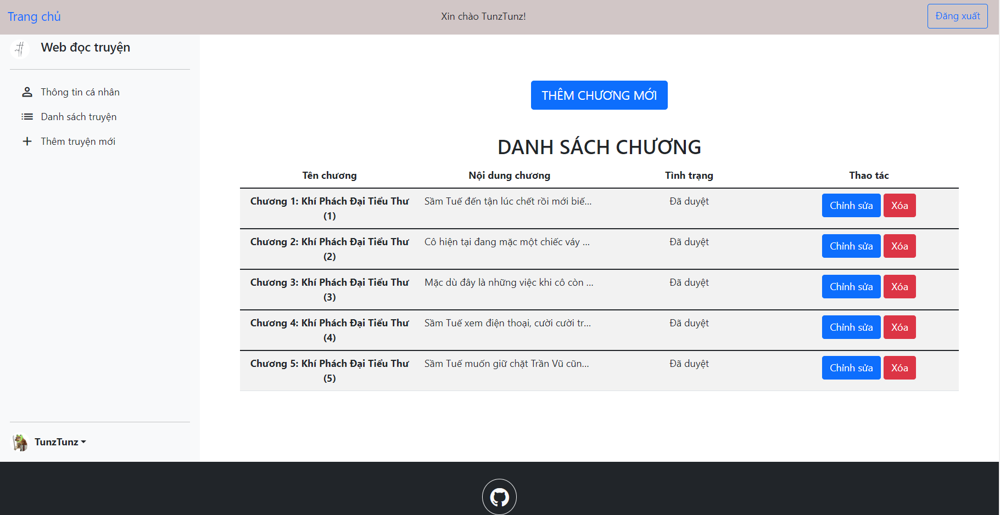 Trang chủ
Xin chào TunzTunz!
Đăng xuất
Web đọc truyện
Thông tin cá nhân
Danh sách truyện
Thêm truyện mới
THÊM CHƯƠNG MỚI
DANH SÁCH CHƯƠNG
Tên chương Nội dung chương Tình trạng Thao tác
Chương 1: Khí Phách Đại Tiểu Thư Sầm Tuế đến tận lúc chết rồi mới biế... Đã duyệt Chỉnh sửa Xóa
(1)
Chương 2: Khí Phách Đại Tiểu Thư Cô hiện tại đang mặc một chiếc váy ... Đã duyệt Chỉnh sửa Xóa
(2)
Chương 3: Khí Phách Đại Tiểu Thư Mặc dù đây là những việc khi cô còn ... Đã duyệt Chỉnh sửa Xóa
(3)
Chương 4: Khí Phách Đại Tiểu Thư Sầm Tuế xem điện thoại, cười cười tr... Đã duyệt Chỉnh sửa Xóa
(4)
Chương 5: Khí Phách Đại Tiểu Thư Sầm Tuế muốn giữ chặt Trần Vũ cũn... Đã duyệt Chỉnh sửa Xóa
(5)
TunzTunz